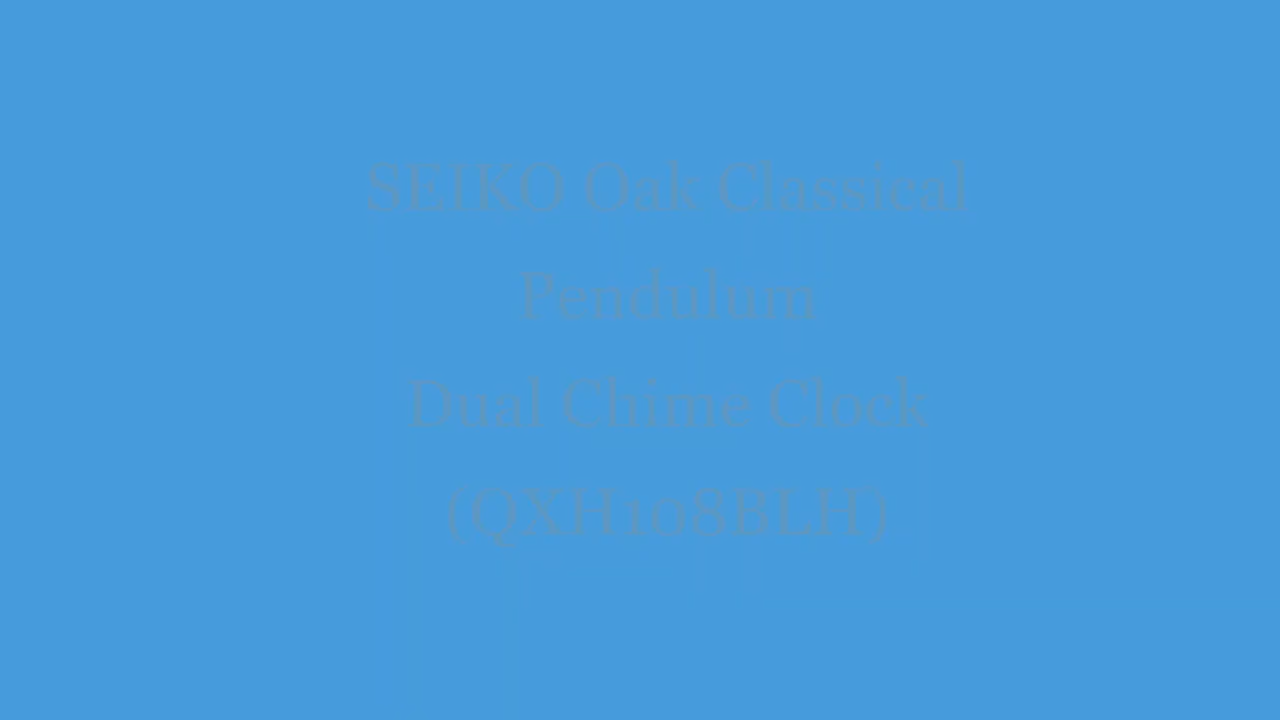 SEIKO Oak Classical
Pendulum
Dual Chime Clock
(QXH108BLH)